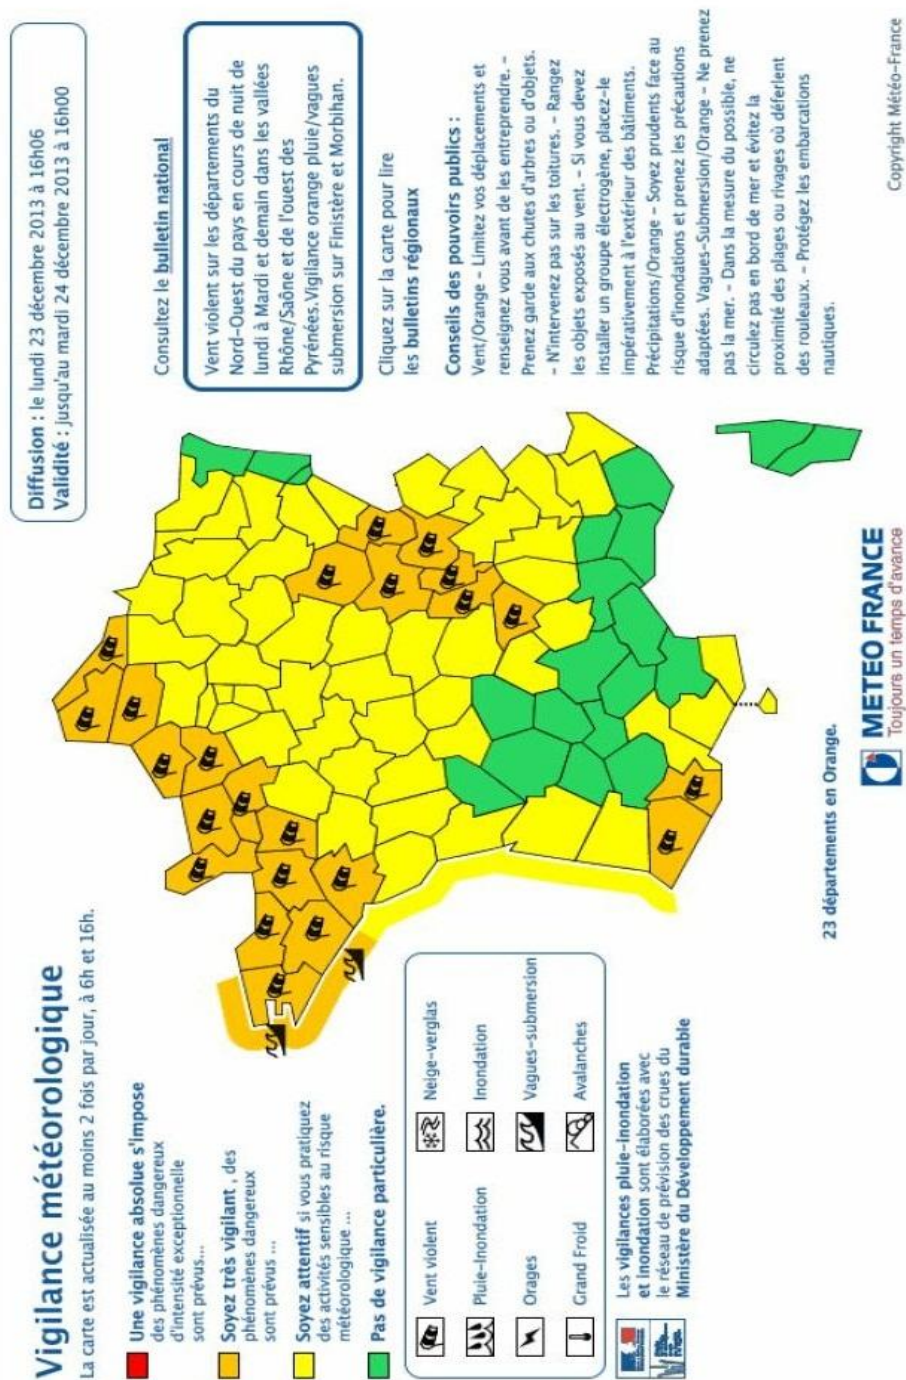 Vigilance météorologique
La carte est actualisée au moins 2 fois par jour, à 6h et 16h.
Diffusion : le lundi 23 décembre 2013 à 16h06
Validité : jusqu'au mardi 24 décembre 2013 à 16h00
Une vigilance absolue s'impose
des phénomènes dangereux
d'intensité exceptionnelle
sont prévus...
Soyez très vigilant , des
phénomènes dangereux
sont prévus ...
Soyez attentif si vous pratiquez
des activités sensibles au risque
météorologique ...
Pas de vigilance particulière.
Vent violent
Neige-verglas
Pluie-Inondation
Inondation
Orages
Vagues-submersion
Grand Froid
Avalanches
Les vigilances pluie-inondation
et inondation sont élaborées avec
le réseau de prévision des crues du
Ministère du Développement durable
23 départements en Orange.
METEO FRANCE
Toujours un temps d'avance
Consultez le bulletin national
Vent violent sur les départements du
Nord-Ouest du pays en cours de nuit de
lundi à Mardi et demain dans les vallées
Rhône/Saône et de l'ouest des
Pyrénées.Vigilance orange pluie/vagues
submersion sur Finistère et Morbihan.
Cliquez sur la carte pour lire
les bulletins régionaux
Conseils des pouvoirs publics :
Vent/Orange – Limitez vos déplacements et
renseignez vous avant de les entreprendre. –
Prenez garde aux chutes d'arbres ou d'objets.
– N'intervenez pas sur les toitures. – Rangez
les objets exposés au vent. – Si vous devez
installer un groupe électrogène, placez-le
impérativement à l'extérieur des bâtiments.
Précipitations/Orange – Soyez prudents face au
risque d'inondations et prenez les précautions
adaptées. Vagues-Submersion/Orange – Ne prenez
pas la mer. – Dans la mesure du possible, ne
circulez pas en bord de mer et évitez la
proximité des plages ou rivages où déferlent
des rouleaux. – Protégez les embarcations
nautiques.
Copyright Météo-France